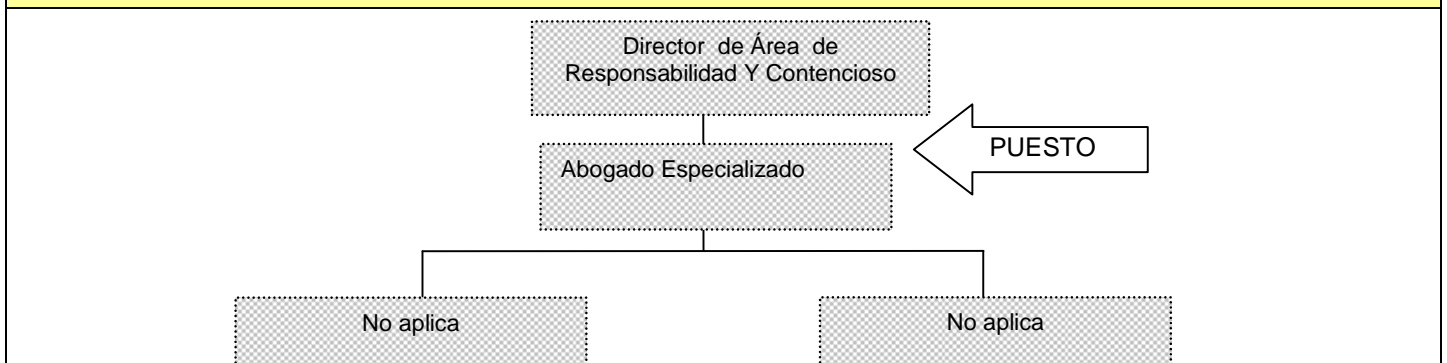 Director de Área de
Responsabilidad Y Contencioso
PUESTO
Abogado Especializado
No aplica
No aplica